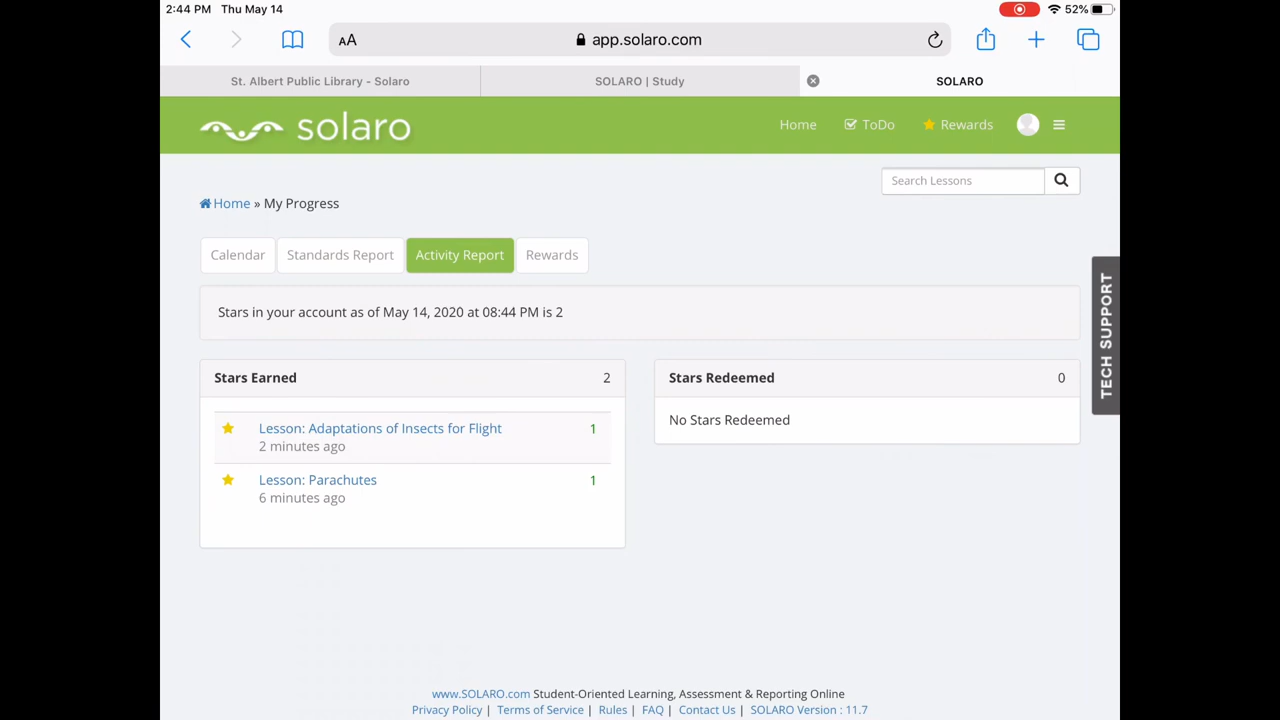 2:44 PM Thu May 14 52%
AA app.solaro.com
St. Albert Public Library - Solaro SOLARO | Study SOLARO
solaro Home ToDo Rewards
Search Lessons
Home » My Progress
Calendar Standards Report Activity Report Rewards
TECH SUPPORT
Stars in your account as of May 14, 2020 at 08:44 PM is 2
Stars Earned 2
Lesson: Adaptations of Insects for Flight 1
2 minutes ago
Lesson: Parachutes 1
6 minutes ago
Stars Redeemed 0
No Stars Redeemed
www.SOLARO.com Student-Oriented Learning, Assessment & Reporting Online
Privacy Policy | Terms of Service | Rules | FAQ | Contact Us | SOLARO Version : 11.7